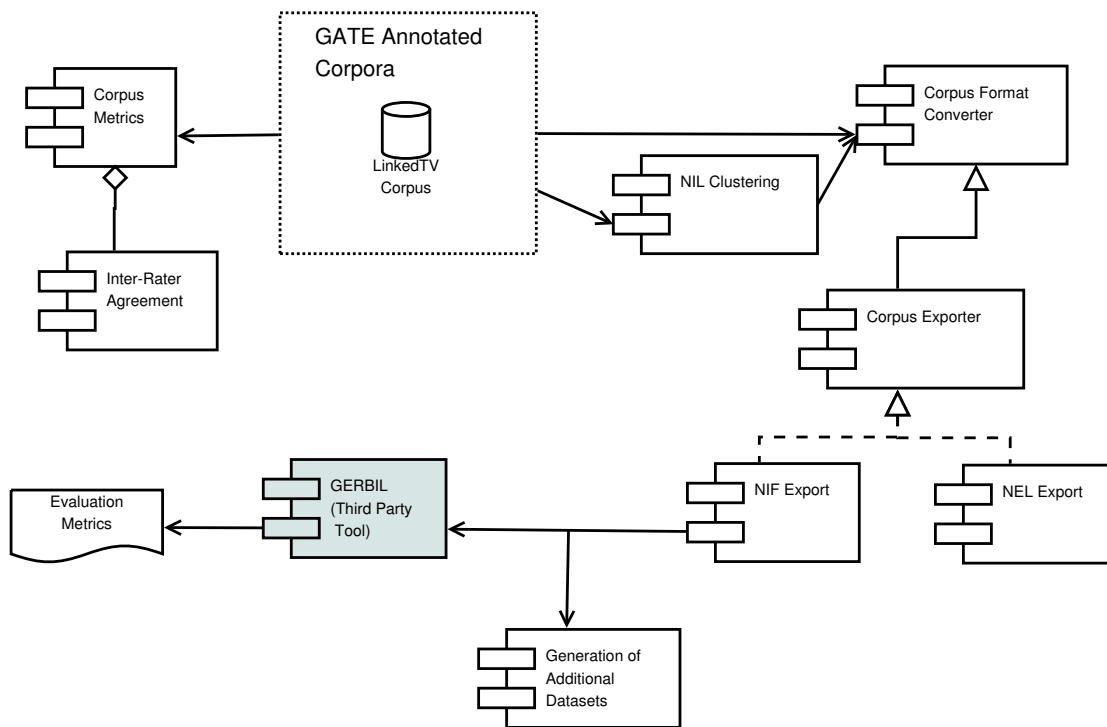 GATE Annotated
Corpora
LinkedTV
Corpus
Corpus
Metrics
Inter-Rater
Agreement
NIL Clustering
Corpus Format
Converter
Corpus Exporter
NIF Export
NEL Export
GERBIL
(Third Party
Tool)
Evaluation
Metrics
Generation of
Additional
Datasets